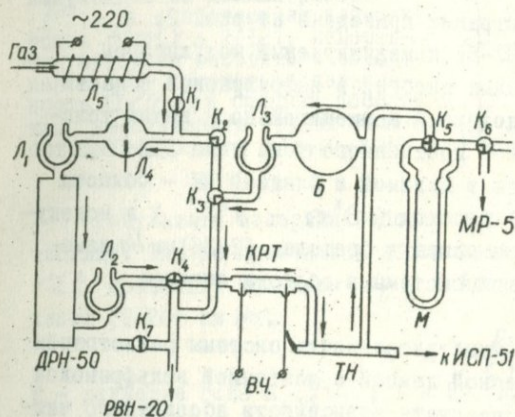 ~220
Газ
Л₅
К₁
Л₁
Л₄
Л₃
К₃
Б
К₅
К₆
МР-5
М
Л₂
К₄
КРТ
К₇
ДРН-50
РВН-20
ВЧ
ТН
к ИСП-51